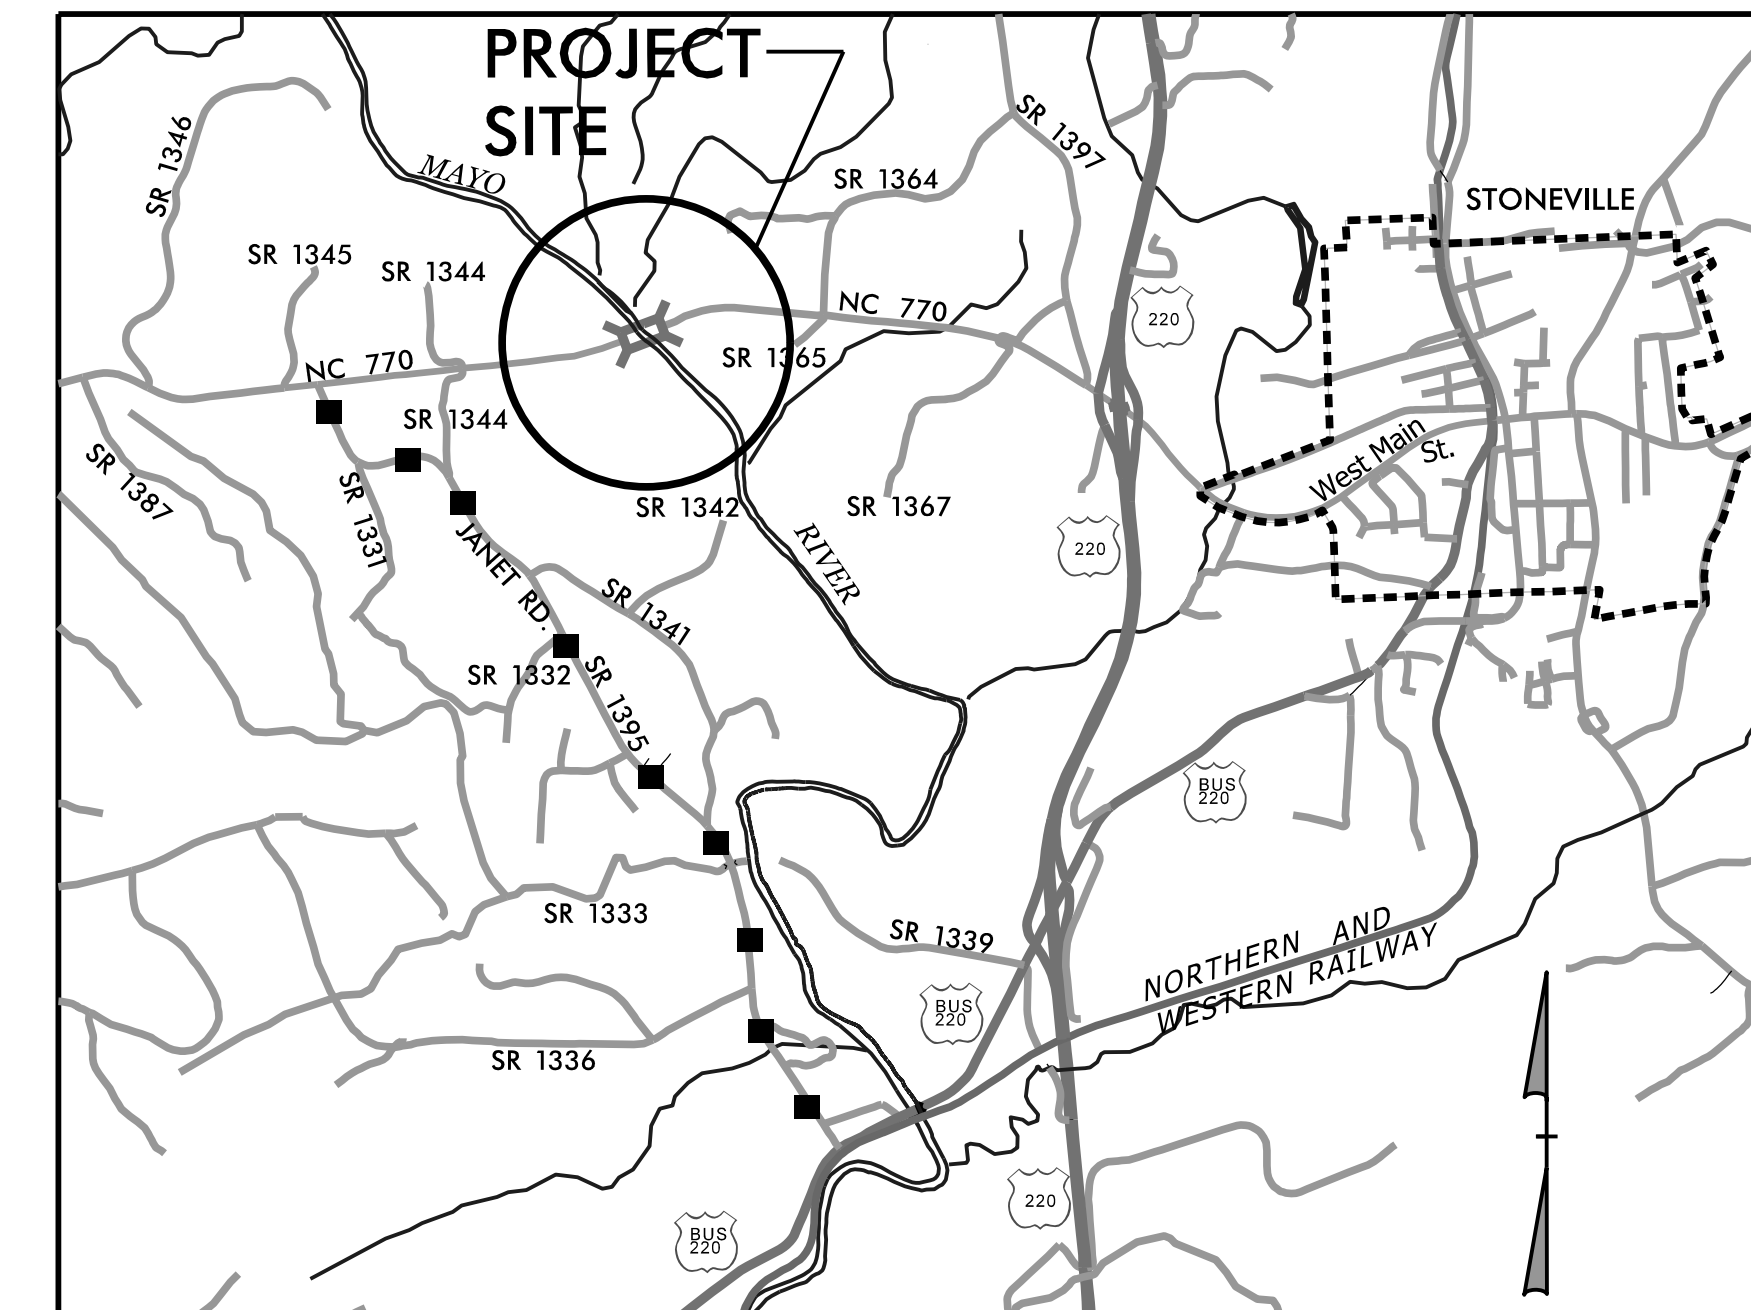 PROJECT
SITE
SR 1397
SR 1346
MAYO
SR 1364
STONEVILLE
SR 1345
SR 1344
NC 770
220
SR 1365
NC 770
SR 1344
West Main
St.
SR 1387
SR 1331
SR 1342
SR 1367
RIVER
220
JANET RD.
SR 1341
SR 1332
SR 1395
BUS
220
SR 1333
SR 1339
NORTHERN AND
WESTERN RAILWAY
BUS
220
SR 1336
220
BUS
220